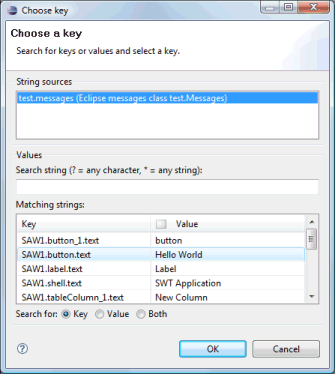 Choose key
Choose a key
Search for keys or values and select a key.
String sources
test.messages (Eclipse messages class test.Messages)
Values
Search string (? = any character, * = any string):
Matching strings:
Key Value
SAW1.button_1.text button
SAW1.button.text Hello World
SAW1.label.text Label
SAW1.shell.text SWT Application
SAW1.tableColumn_1.text New Column
Search for: Key Value Both
? OK Cancel